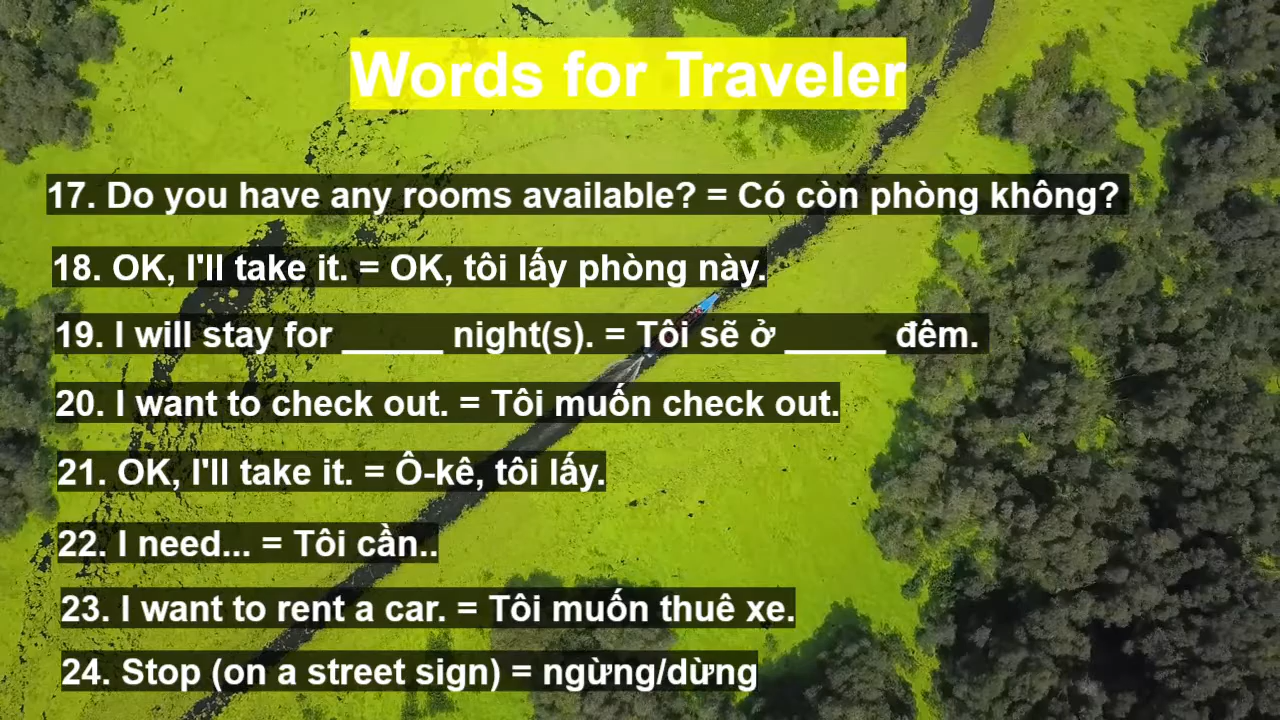 Words for Traveler
17. Do you have any rooms available? = Có còn phòng không?
18. OK, I'll take it. = OK, tôi lấy phòng này.
19. I will stay for _____ night(s). = Tôi sẽ ở _____ đêm.
20. I want to check out. = Tôi muốn check out.
21. OK, I'll take it. = Ô-kê, tôi lấy.
22. I need... = Tôi cần..
23. I want to rent a car. = Tôi muốn thuê xe.
24. Stop (on a street sign) = ngừng/dừng